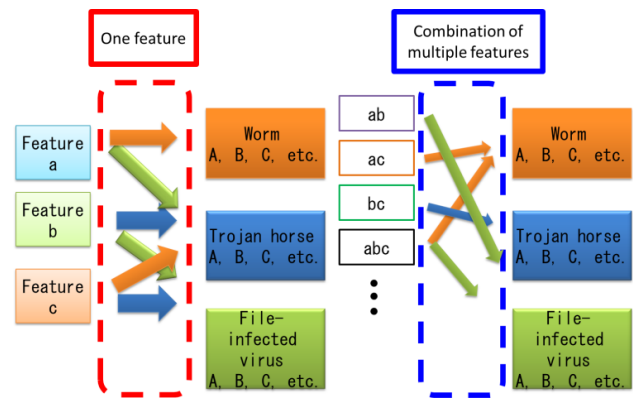 One feature
Combination of
multiple features
Feature
a
Feature
b
Feature
c
Worm
A, B, C, etc.
Trojan horse
A, B, C, etc.
File-
infected
virus
A, B, C, etc.
ab
ac
bc
abc
Worm
A, B, C, etc.
Trojan horse
A, B, C, etc.
File-
infected
virus
A, B, C, etc.